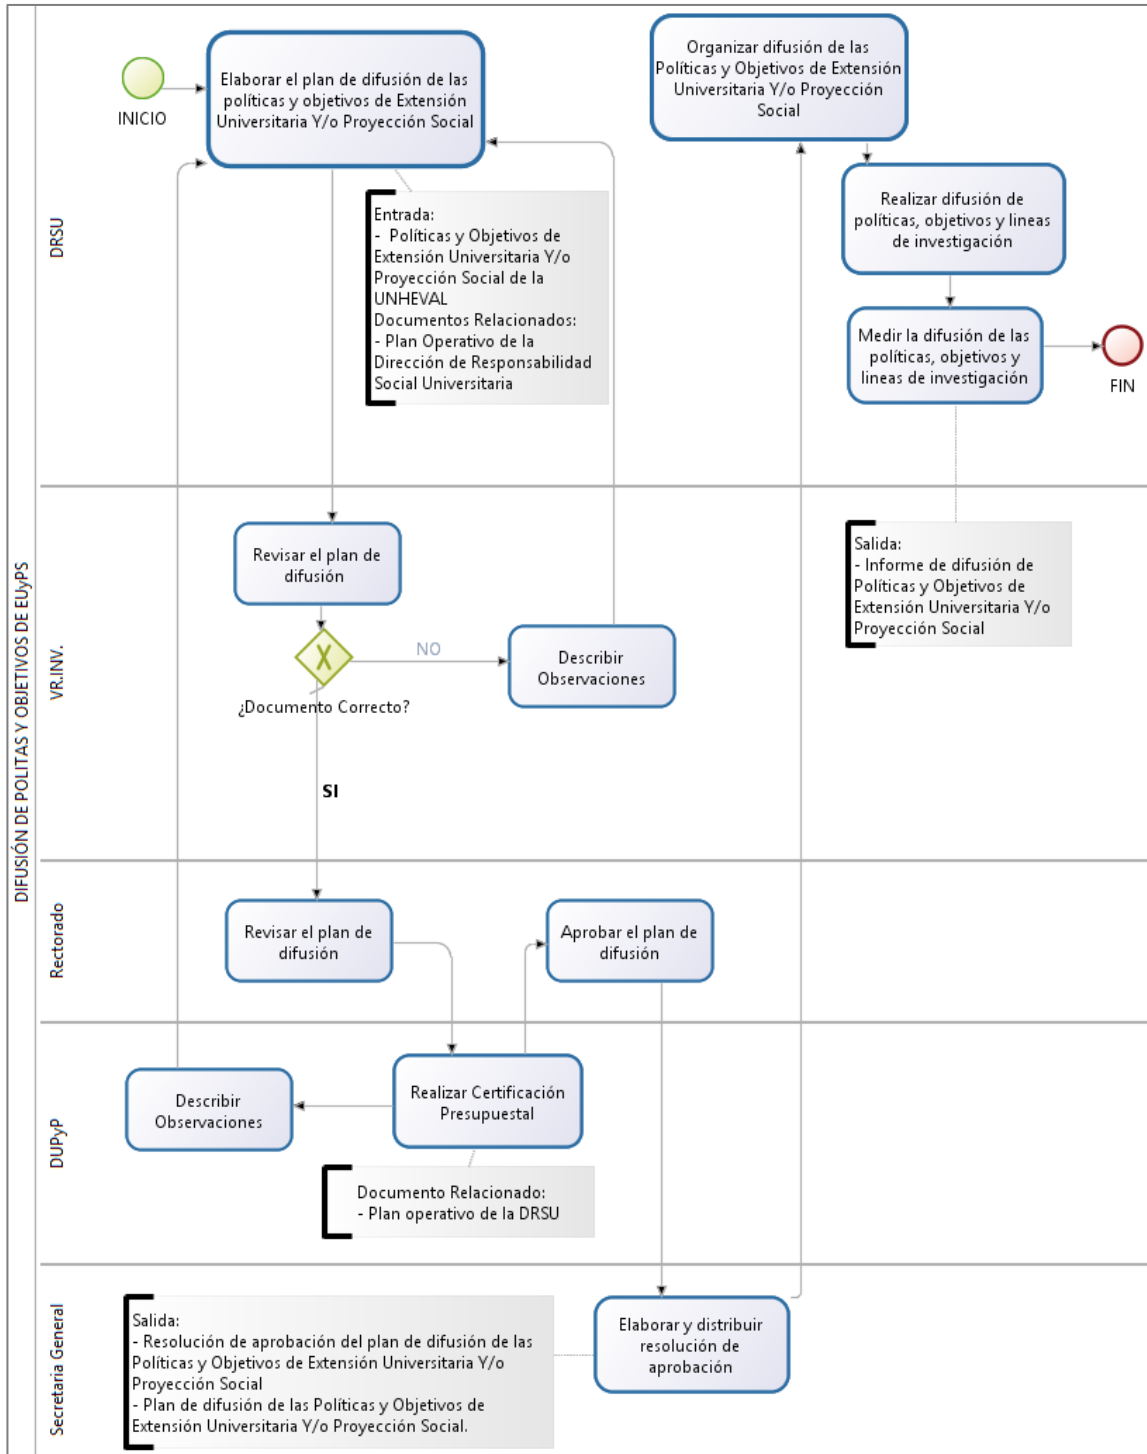 DIFUSIÓN DE POLITAS Y OBJETIVOS DE EUyPS
DRSU
INICIO
Elaborar el plan de difusión de las
políticas y objetivos de Extensión
Universitaria Y/o Proyección Social
Entrada:
- Políticas y Objetivos de
Extensión Universitaria Y/o
Proyección Social de la
UNHEVAL
Documentos Relacionados:
- Plan Operativo de la
Dirección de Responsabilidad
Social Universitaria
Organizar difusión de las
Políticas y Objetivos de Extensión
Universitaria Y/o Proyección
Social
Realizar difusión de
políticas, objetivos y lineas
de investigación
Medir la difusión de las
políticas, objetivos y
lineas de investigación
FIN
VR.INV.
Revisar el plan de
difusión
¿Documento Correcto?
NO
Describir
Observaciones
SI
Salida:
- Informe de difusión de
Políticas y Objetivos de
Extensión Universitaria Y/o
Proyección Social
Rectorado
Revisar el plan de
difusión
Aprobar el plan de
difusión
DUPyP
Describir
Observaciones
Realizar Certificación
Presupuestal
Documento Relacionado:
- Plan operativo de la DRSU
Secretaria General
Salida:
- Resolución de aprobación del plan de difusión de las
Políticas y Objetivos de Extensión Universitaria Y/o
Proyección Social
- Plan de difusión de las Políticas y Objetivos de
Extensión Universitaria Y/o Proyección Social.
Elaborar y distribuir
resolución de
aprobación